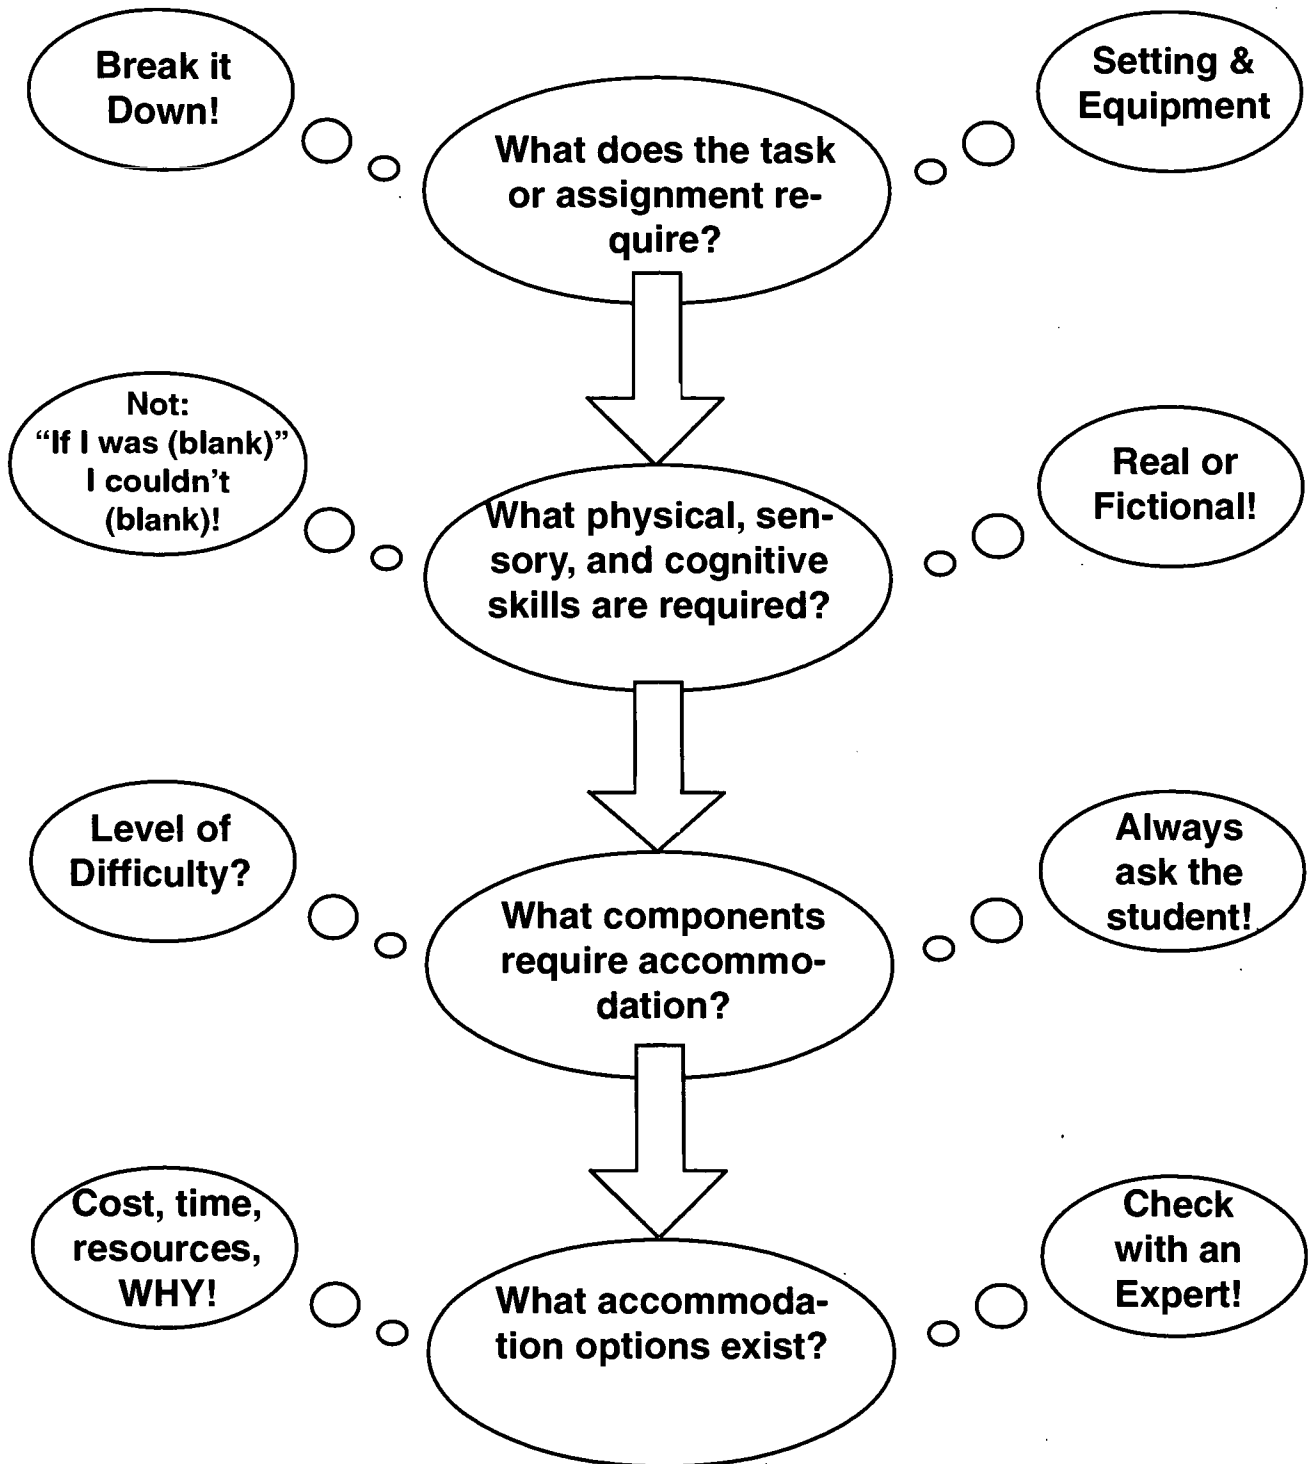 Break it
Down!
Setting &
Equipment
What does the task
or assignment re-
quire?
Not:
“If I was (blank)”
I couldn't
(blank)!
Real or
Fictional!
What physical, sen-
sory, and cognitive
skills are required?
Level of
Difficulty?
Always
ask the
student!
What components
require accommo-
dation?
Cost, time,
resources,
WHY!
Check
with an
Expert!
What accommoda-
tion options exist?